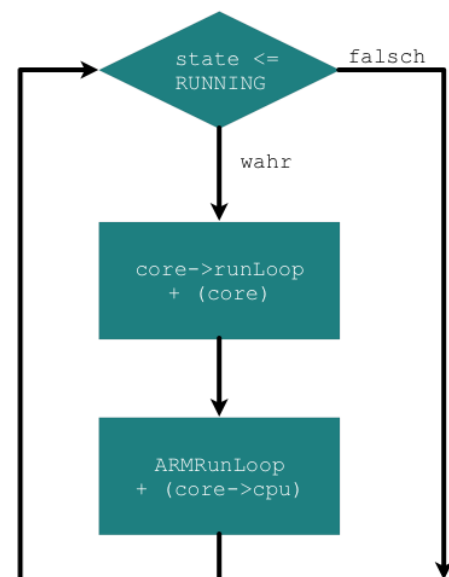 state <=
RUNNING
falsch
wahr
core->runLoop
+ (core)
ARMRunLoop
+ (core->cpu)